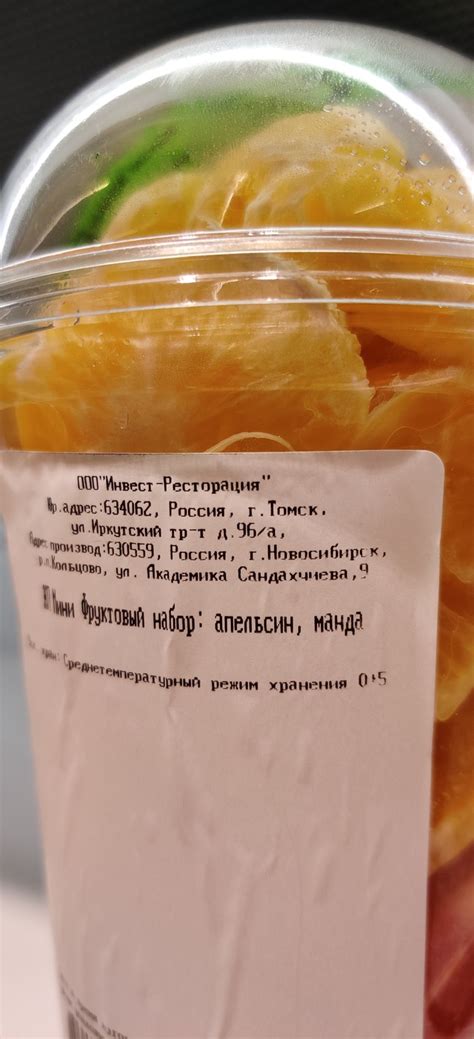 ООО"Инвест-Ресторация"
Юр.адрес:634062, Россия, г.Томск,
ул.Иркутский тр-т д.96/а,
Адрес производ:630559, Россия, г.Новосибирск,
р.п.Кольцово, ул. Академика Сандахчиева,9
Мини Фруктовый набор: апельсин, манда
хран: Среднетемпературный режим хранения 0+5